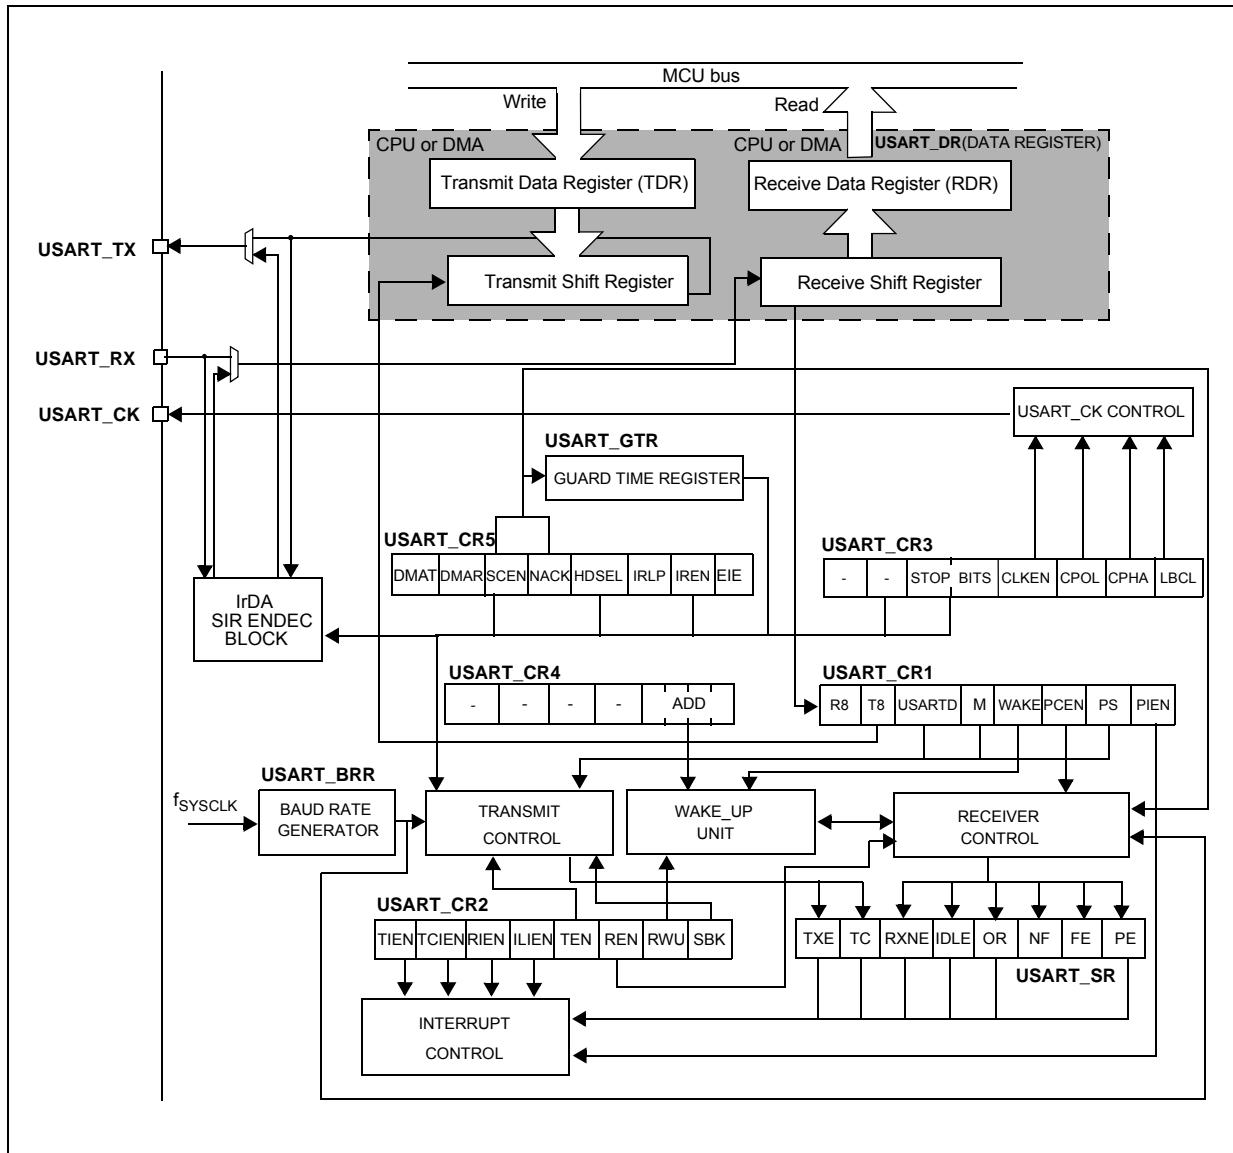 MCU bus
Write
Read
CPU or DMA
CPU or DMA
USART_DR(DATA REGISTER)
Transmit Data Register (TDR)
Receive Data Register (RDR)
USART_TX
Transmit Shift Register
Receive Shift Register
USART_RX
USART_CK
USART_CK CONTROL
USART_GTR
GUARD TIME REGISTER
USART_CR5
DMAT DMAR SCEN NACK HDSEL IRLP IREN EIE
USART_CR3
- - STOP BITS CLKEN CPOL CPHA LBCL
IrDA
SIR ENDEC
BLOCK
USART_CR4
- - - - ADD
USART_CR1
R8 T8 USARTD M WAKE PCEN PS PIEN
USART_BRR
fSYSCLK
BAUD RATE
GENERATOR
TRANSMIT
CONTROL
WAKE_UP
UNIT
RECEIVER
CONTROL
USART_CR2
TIEN TCIEN RIEN ILIEN TEN REN RWU SBK
TXE TC RXNE IDLE OR NF FE PE
USART_SR
INTERRUPT
CONTROL